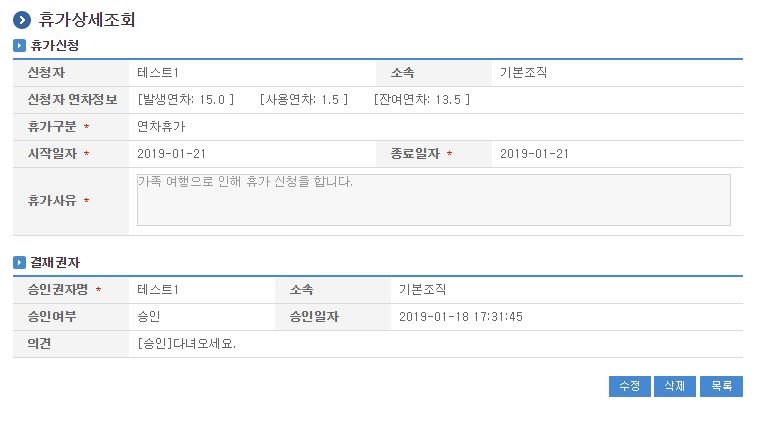 휴가상세조회
휴가신청
신청자 테스트1 소속 기본조직
신청자 연차정보 [발생연차: 15.0 ] [사용연차: 1.5 ] [잔여연차: 13.5 ]
휴가구분 * 연차휴가
시작일자 * 2019-01-21 종료일자 * 2019-01-21
휴가사유 * 가족 여행으로 인해 휴가 신청을 합니다.
결재권자
승인권자명 * 테스트1 소속 기본조직
승인여부 승인 승인일자 2019-01-18 17:31:45
의견 [승인]다녀오세요.
수정 삭제 목록